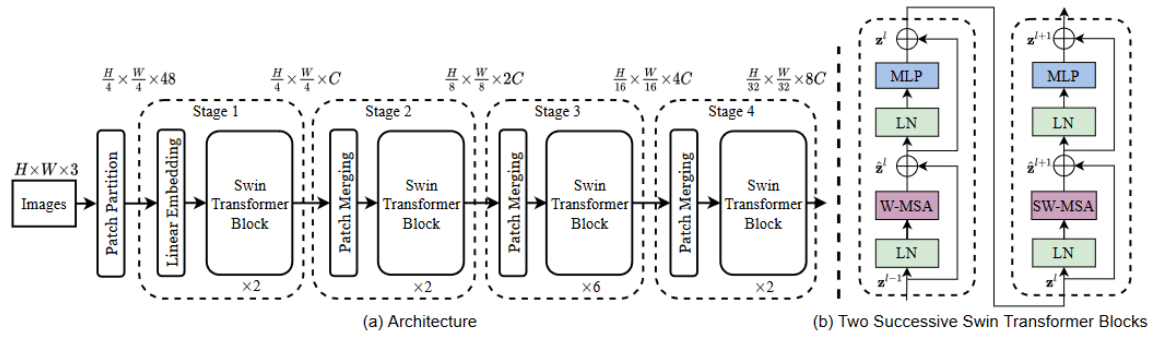 H×W×3
Images
H/4 × W/4 × 48
Patch Partition
Stage 1
Linear Embedding
Swin
Transformer
Block
×2
H/4 × W/4 × C
Stage 2
Patch Merging
Swin
Transformer
Block
×2
H/8 × W/8 × 2C
Stage 3
Patch Merging
Swin
Transformer
Block
×6
H/16 × W/16 × 4C
Stage 4
Patch Merging
Swin
Transformer
Block
×2
H/32 × W/32 × 8C
(a) Architecture
z^l
MLP
LN
ẑ^l
W-MSA
LN
z^{l-1}
z^{l+1}
MLP
LN
ẑ^{l+1}
SW-MSA
LN
z^l
(b) Two Successive Swin Transformer Blocks